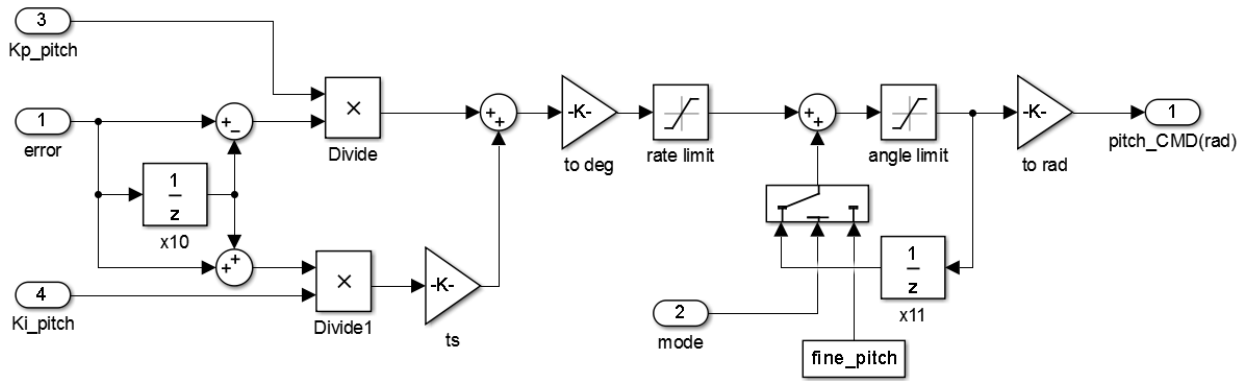 3
Kp_pitch
1
error
+
−
×
Divide
1
z
x10
+
+
4
Ki_pitch
×
Divide1
-K-
ts
+
+
-K-
to deg
rate limit
+
+
angle limit
-K-
to rad
1
pitch_CMD(rad)
1
z
x11
2
mode
fine_pitch